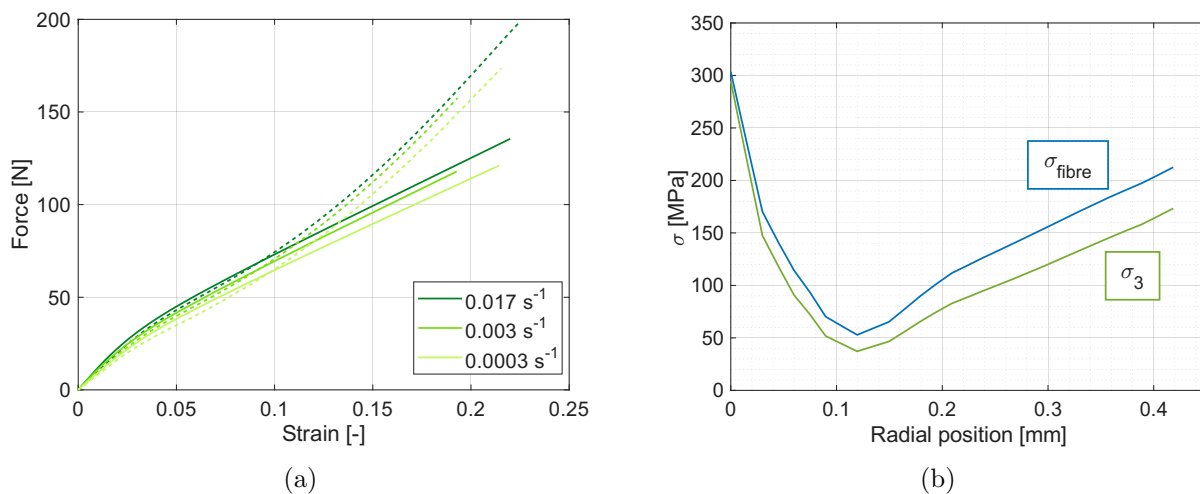 200
150
100
50
0
Force [N]
0 0.05 0.1 0.15 0.2 0.25
Strain [-]
0.017 s⁻¹
0.003 s⁻¹
0.0003 s⁻¹
(a)
350
300
250
200
150
100
50
0
σ [MPa]
0 0.1 0.2 0.3 0.4
Radial position [mm]
σ_fibre
σ_3
(b)